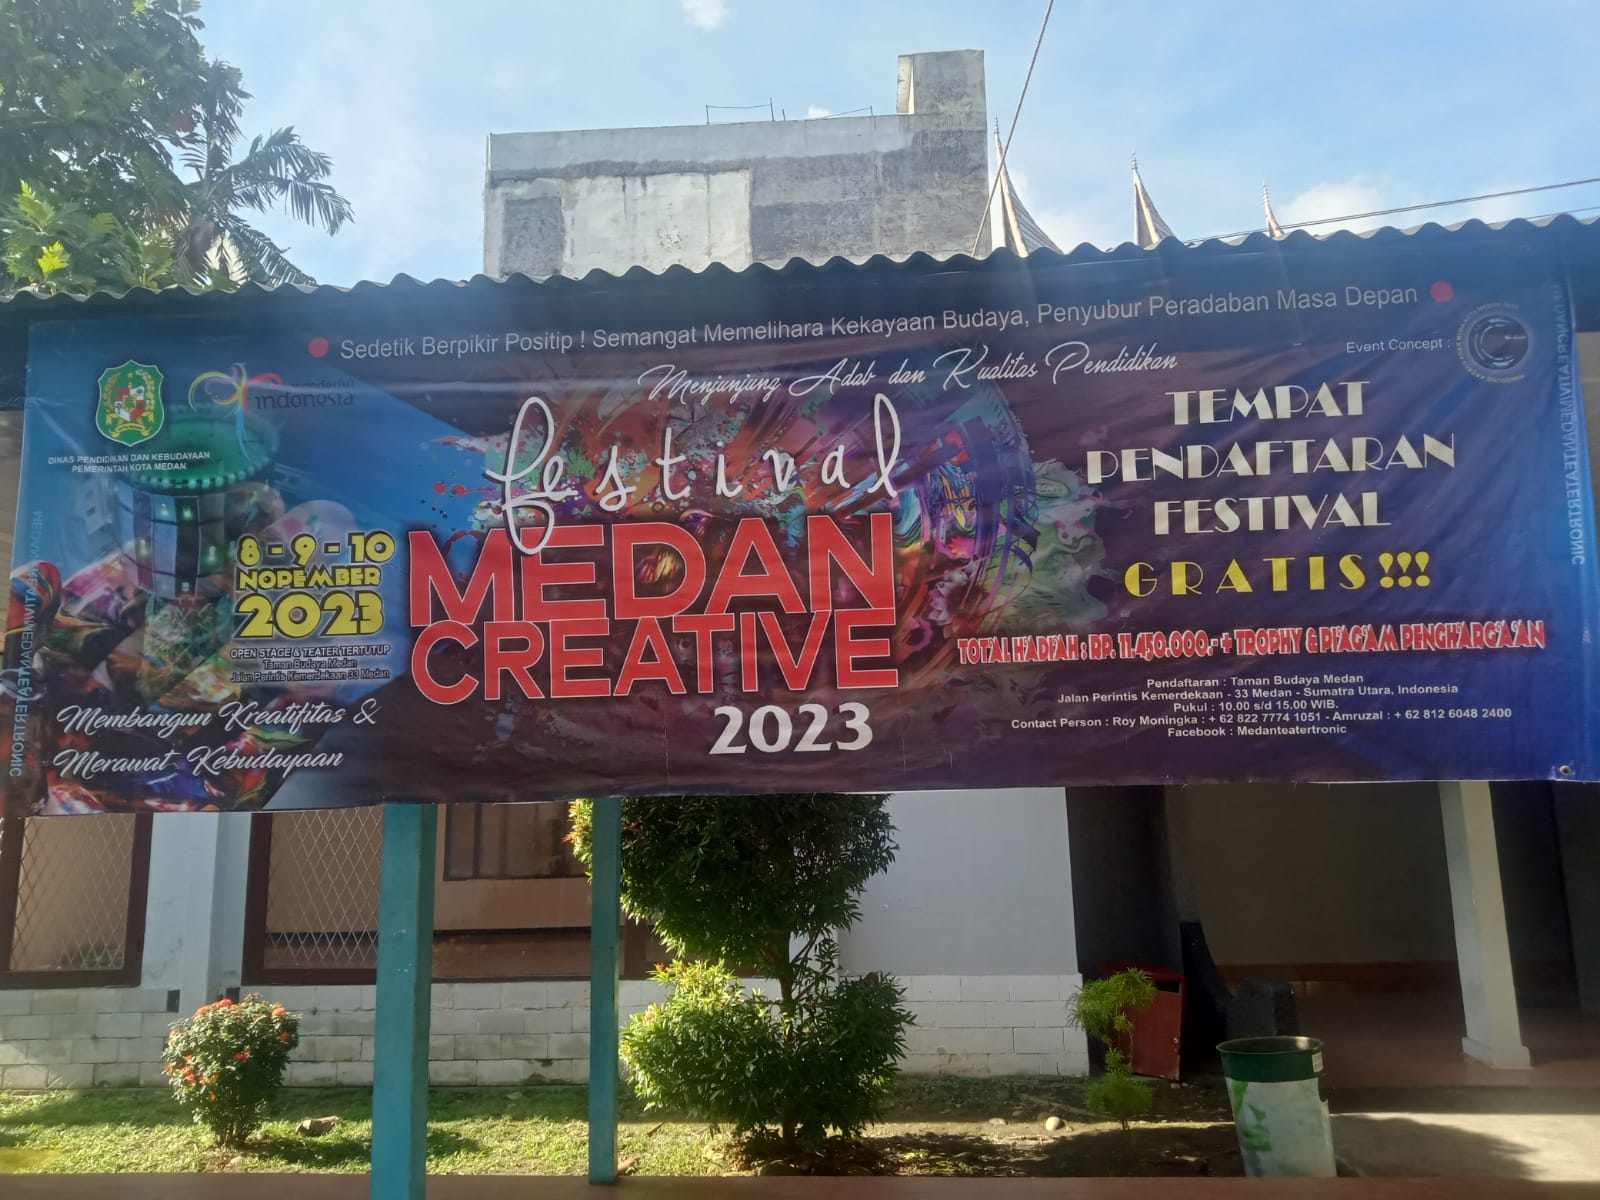 Sedetik Berpikir Positip ! Semangat Memelihara Kekayaan Budaya, Penyubur Peradaban Masa Depan
Menjunjung Adab dan Kualitas Pendidikan
Event Concept :
DINAS PENDIDIKAN DAN KEBUDAYAAN
PEMERINTAH KOTA MEDAN
wonderful
indonesia
festival
MEDAN
CREATIVE
2023
8 - 9 - 10
NOPEMBER
2023
OPEN STAGE & TEATER TERTUTUP
Taman Budaya Medan
Jalan Perintis Kemerdekaan 33 Medan
Membangun Kreatifitas &
Merawat Kebudayaan
TEMPAT
PENDAFTARAN
FESTIVAL
GRATIS !!!
TOTAL HADIAH : RP. 11.450.000.- + TROPHY & PIAGAM PENGHARGAAN
Pendaftaran : Taman Budaya Medan
Jalan Perintis Kemerdekaan - 33 Medan - Sumatra Utara, Indonesia
Pukul : 10.00 s/d 15.00 WIB.
Contact Person : Roy Moningka : + 62 822 7774 1051 - Amruzal : + 62 812 6048 2400
Facebook : Medanteatertronic